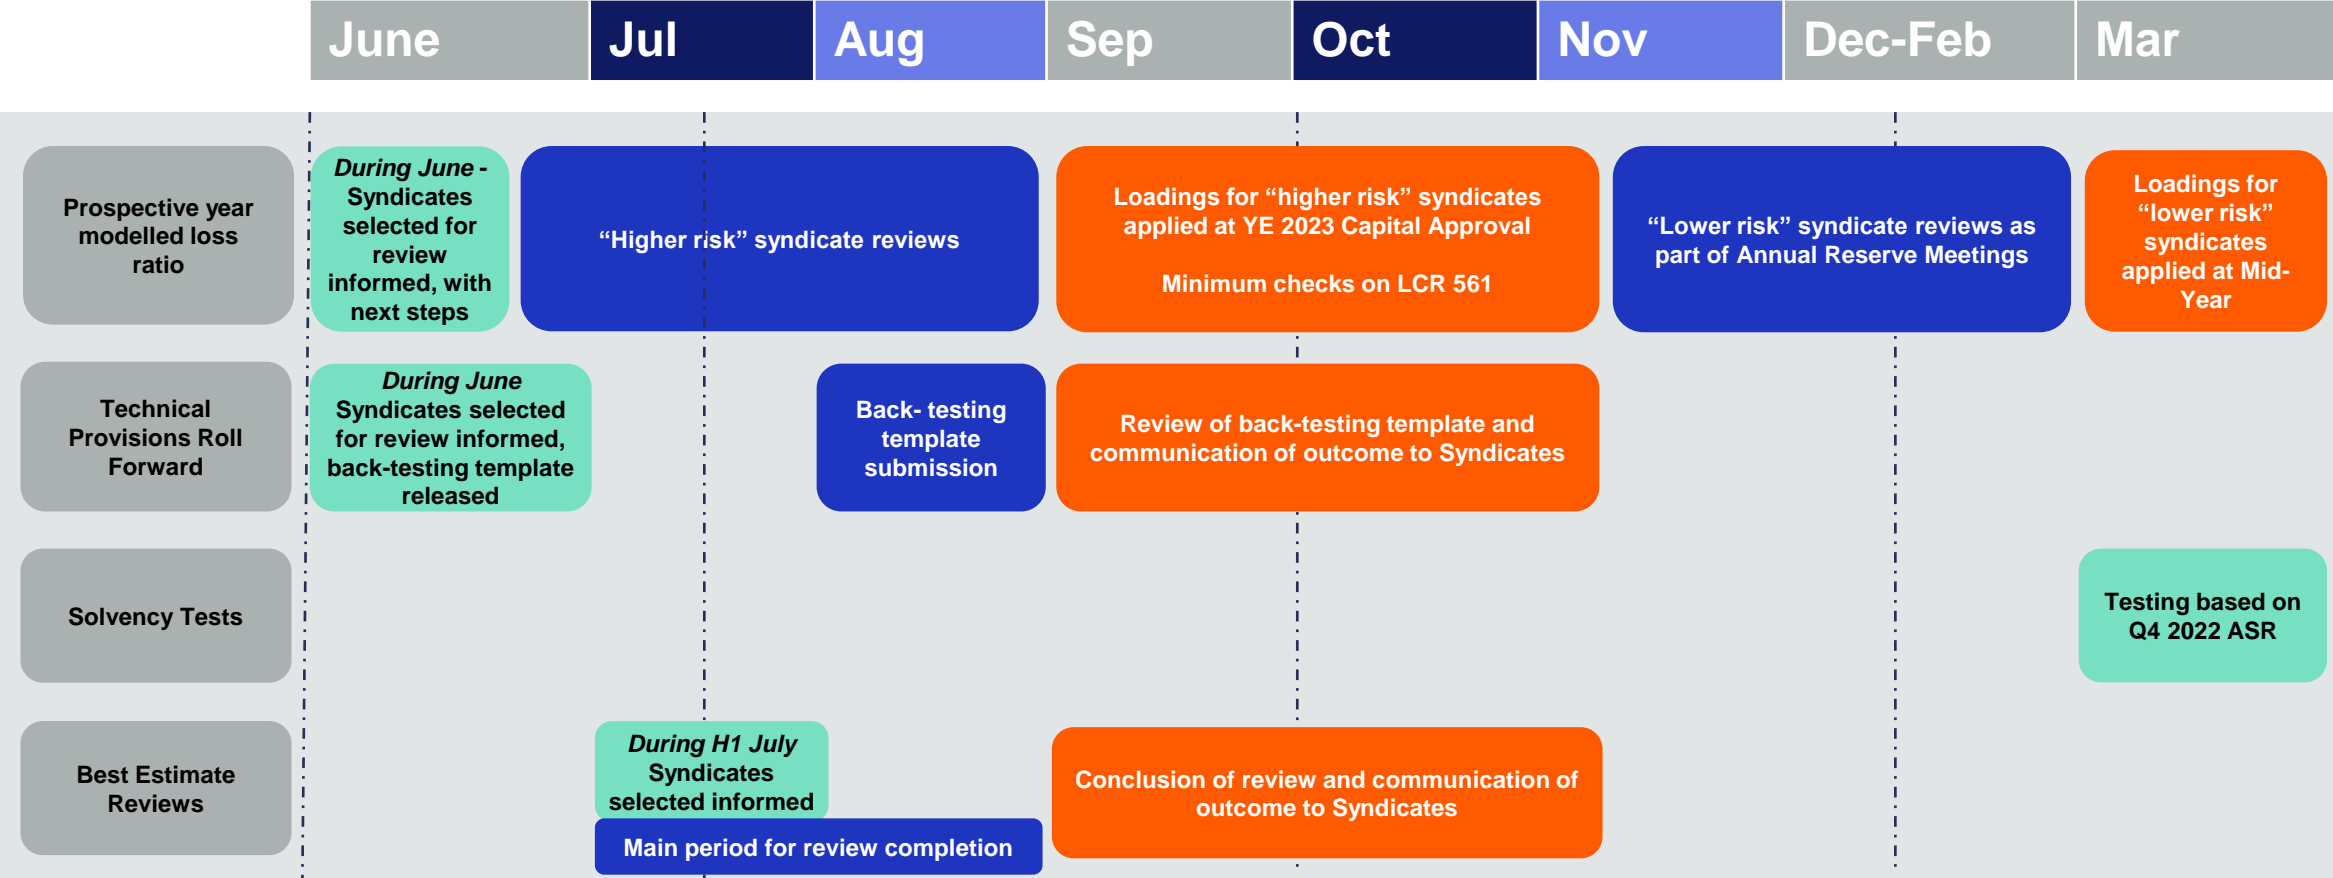 June
Jul
Aug
Sep
Oct
Nov
Dec-Feb
Mar
Prospective year
modelled loss
ratio
During June -
Syndicates
selected for
review
informed, with
next steps
“Higher risk” syndicate reviews
Loadings for “higher risk” syndicates
applied at YE 2023 Capital Approval
Minimum checks on LCR 561
“Lower risk” syndicate reviews as
part of Annual Reserve Meetings
Loadings for
“lower risk”
syndicates
applied at Mid-
Year
Technical
Provisions Roll
Forward
During June
Syndicates selected
for review informed,
back-testing template
released
Back- testing
template
submission
Review of back-testing template and
communication of outcome to Syndicates
Solvency Tests
Testing based on
Q4 2022 ASR
Best Estimate
Reviews
During H1 July
Syndicates
selected informed
Main period for review completion
Conclusion of review and communication of
outcome to Syndicates